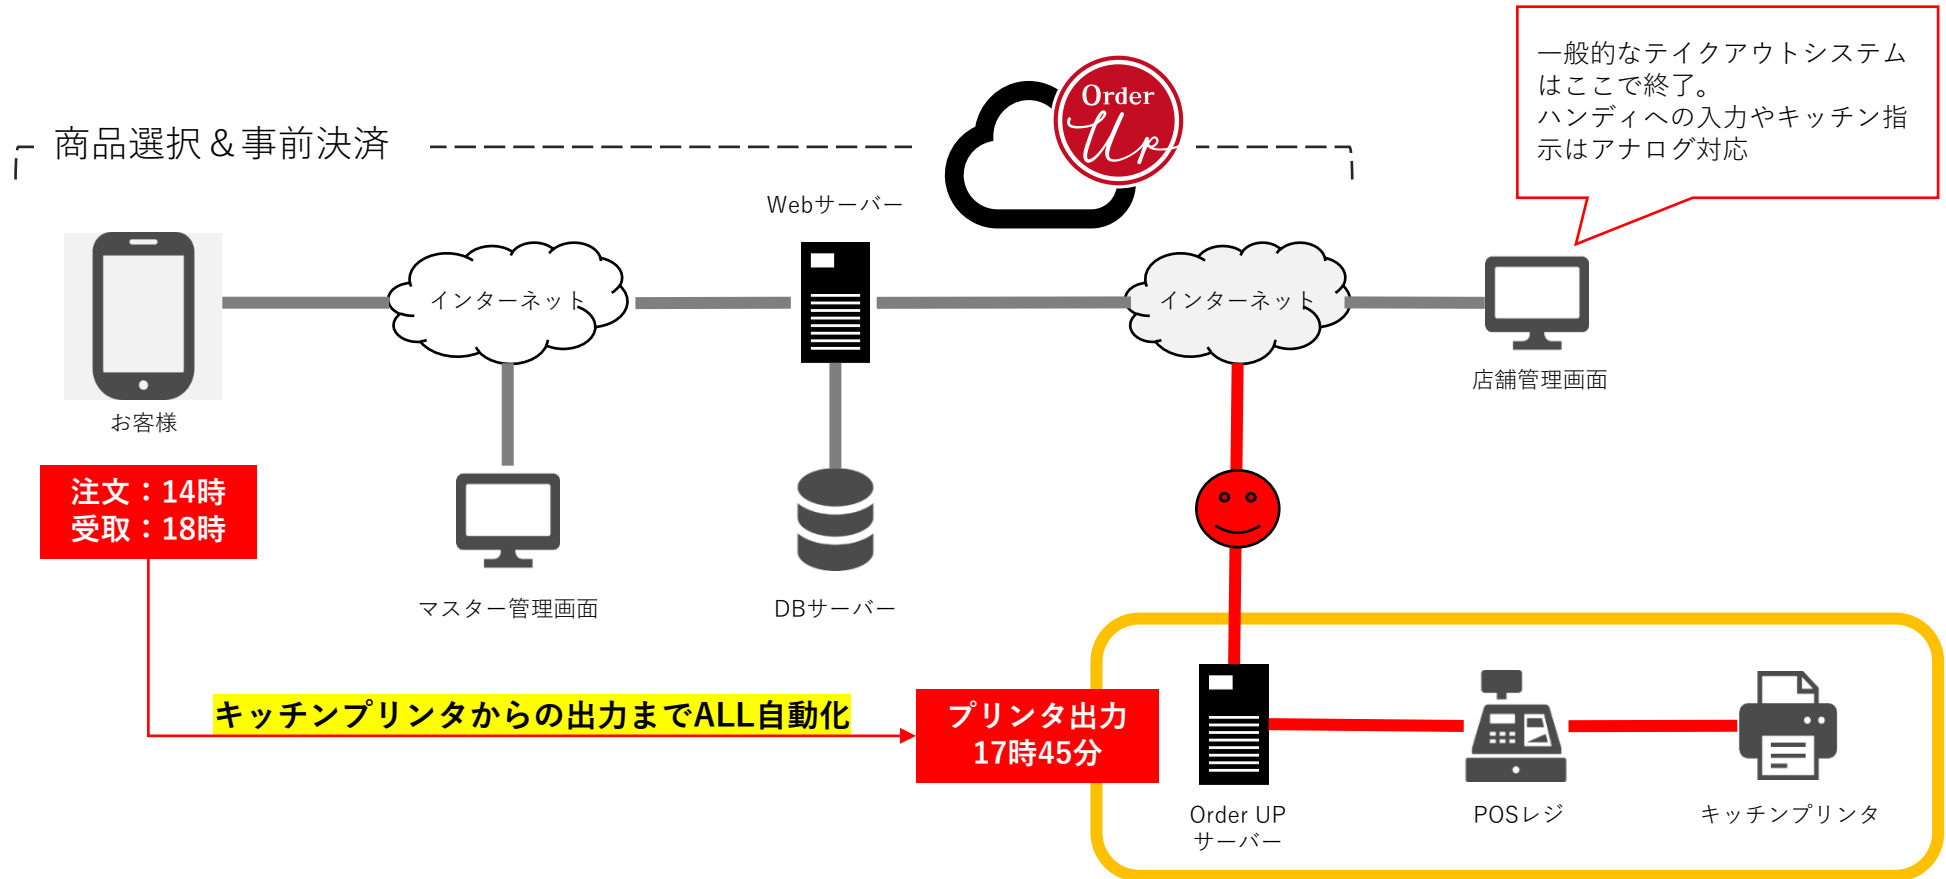 一般的なテイクアウトシステム
はここで終了。
ハンディへの入力やキッチン指
示はアナログ対応
Order
Up
商品選択＆事前決済
Webサーバー
インターネット
インターネット
店舗管理画面
お客様
注文：14時
受取：18時
マスター管理画面
DBサーバー
キッチンプリンタからの出力までALL自動化
プリンタ出力
17時45分
Order UP
サーバー
POSレジ
キッチンプリンタ